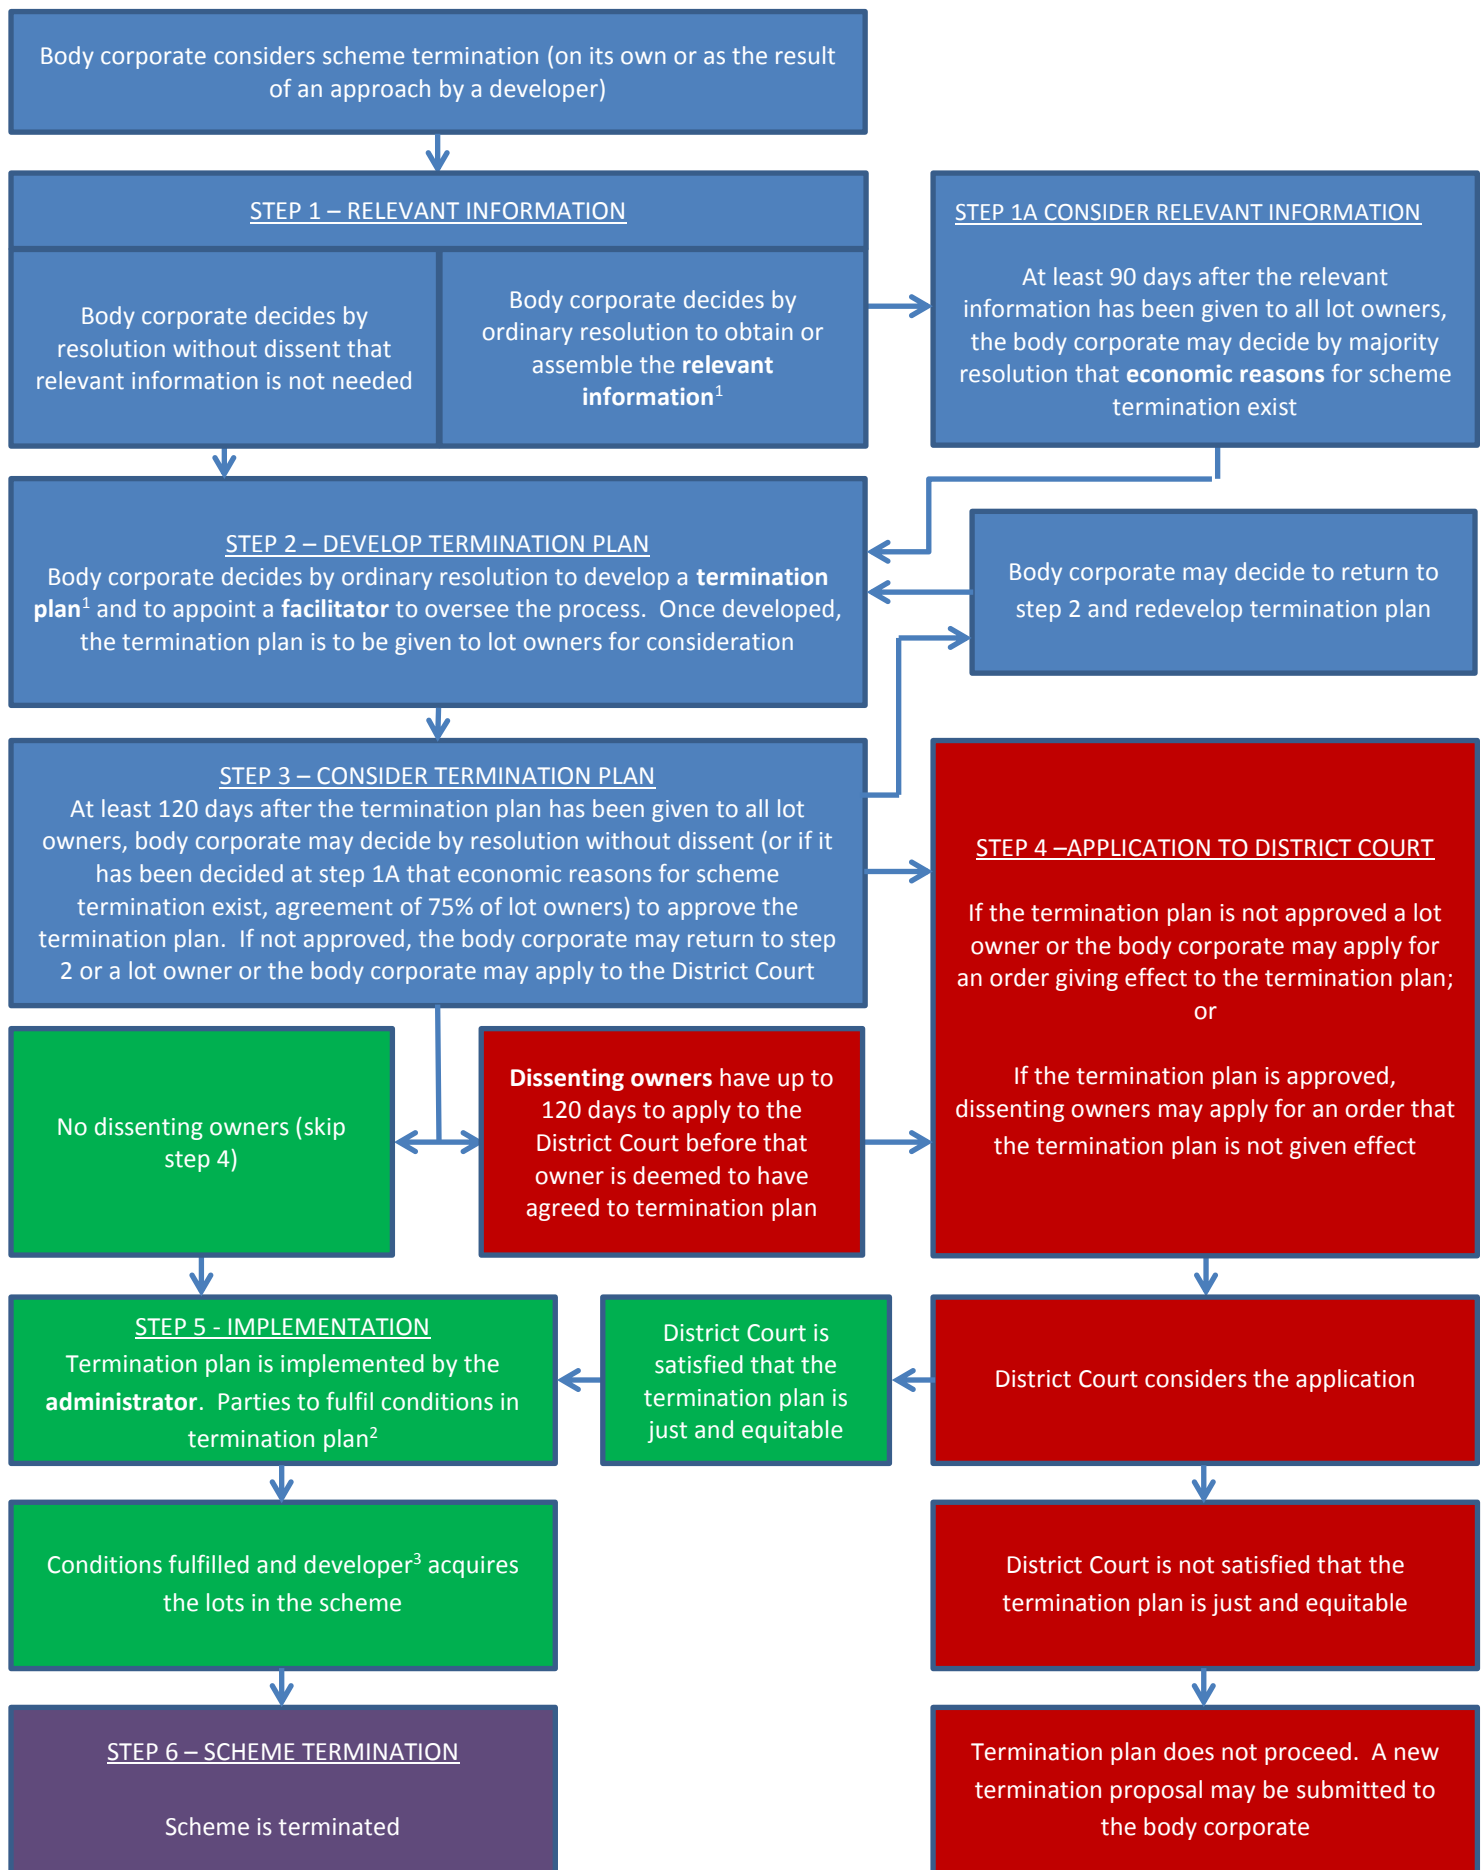 Body corporate considers scheme termination (on its own or as the result
of an approach by a developer)
STEP 1 – RELEVANT INFORMATION
Body corporate decides by
resolution without dissent that
relevant information is not needed
Body corporate decides by
ordinary resolution to obtain or
assemble the relevant
information1
STEP 1A CONSIDER RELEVANT INFORMATION
At least 90 days after the relevant
information has been given to all lot owners,
the body corporate may decide by majority
resolution that economic reasons for scheme
termination exist
STEP 2 – DEVELOP TERMINATION PLAN
Body corporate decides by ordinary resolution to develop a termination
plan1 and to appoint a facilitator to oversee the process.  Once developed,
the termination plan is to be given to lot owners for consideration
Body corporate may decide to return to
step 2 and redevelop termination plan
STEP 3 – CONSIDER TERMINATION PLAN
At least 120 days after the termination plan has been given to all lot
owners, body corporate may decide by resolution without dissent (or if it
has been decided at step 1A that economic reasons for scheme
termination exist, agreement of 75% of lot owners) to approve the
termination plan.  If not approved, the body corporate may return to step
2 or a lot owner or the body corporate may apply to the District Court
STEP 4 –APPLICATION TO DISTRICT COURT
If the termination plan is not approved a lot
owner or the body corporate may apply for
an order giving effect to the termination plan;
or
If the termination plan is approved,
dissenting owners may apply for an order that
the termination plan is not given effect
No dissenting owners (skip
step 4)
Dissenting owners have up to
120 days to apply to the
District Court before that
owner is deemed to have
agreed to termination plan
STEP 5 - IMPLEMENTATION
Termination plan is implemented by the
administrator.  Parties to fulfil conditions in
termination plan2
District Court is
satisfied that the
termination plan is
just and equitable
District Court considers the application
Conditions fulfilled and developer3 acquires
the lots in the scheme
District Court is not satisfied that the
termination plan is just and equitable
STEP 6 – SCHEME TERMINATION
Scheme is terminated
Termination plan does not proceed.  A new
termination proposal may be submitted to
the body corporate